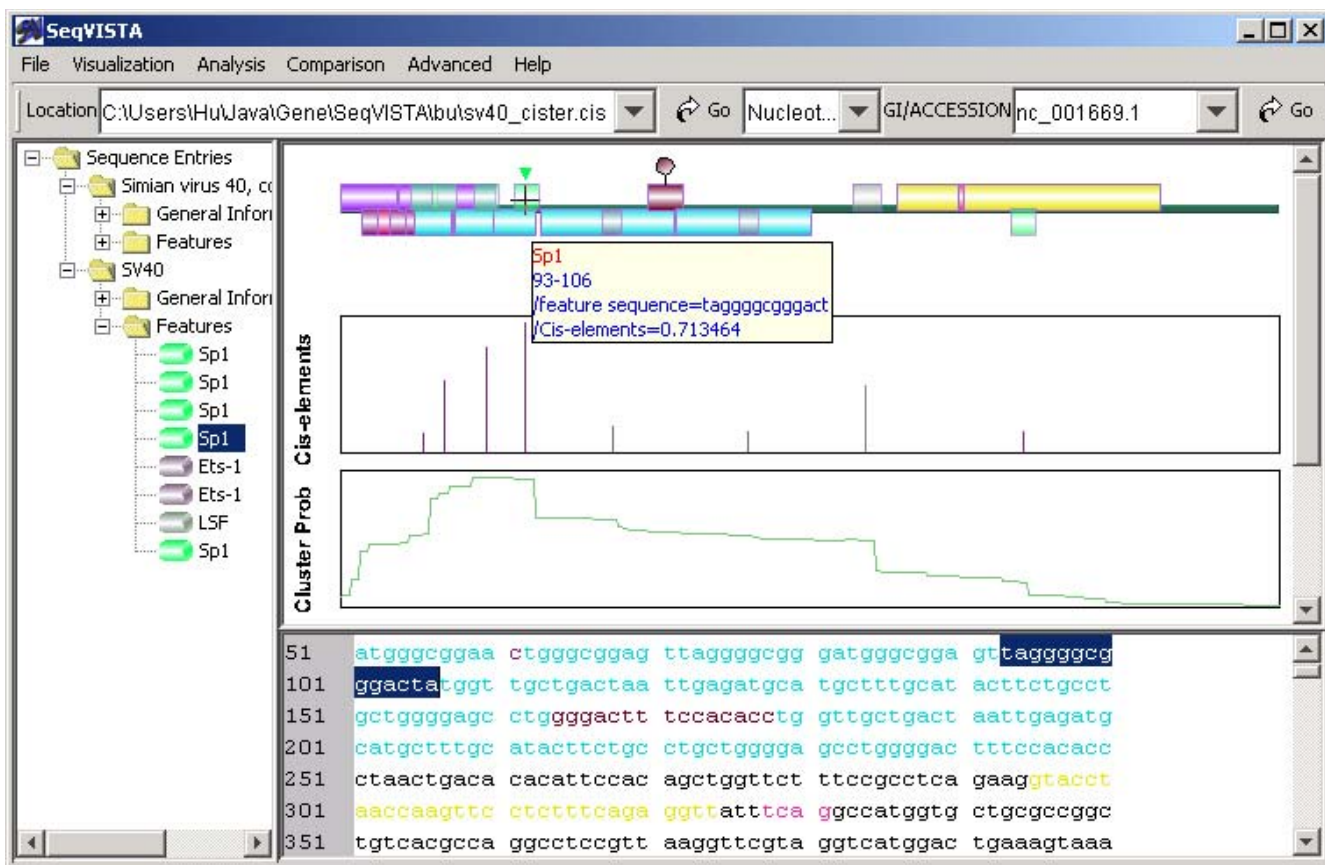 SeqVISTA
File Visualization Analysis Comparison Advanced Help
Location C:\Users\Hu\Java\Gene\SeqVISTA\bu\sv40_cister.cis Go Nucleot... GI/ACCESSION nc_001669.1 Go
Sequence Entries
Simian virus 40, co
General Inforr
Features
SV40
General Inforr
Features
Sp1
Sp1
Sp1
Sp1
Ets-1
Ets-1
LSF
Sp1
Sp1
93-106
/feature sequence=taggggcgggact
/Cis-elements=0.713464
Cis-elements
Cluster Prob
51 atgggcggaa ctgggcggag ttaggggcgg gatgggcgga gttaggggcg
101 ggactatggt tgctgactaa ttgagatgca tgctttgcat acttctgcct
151 gctggggagc ctggggactt tccacacctg gttgctgact aattgagatg
201 catgctttgc atacttctgc ctgctgggga gcctggggac tttccacacc
251 ctaactgaca cacattccac agctggttct ttccgcctca gaaggtacct
301 aaccaagttc ctctttcaga ggttatttca ggccatggtg ctgcgccggc
351 tgtcacgcca ggcctccgtt aaggttcgta ggtcatggac tgaaagtaaa